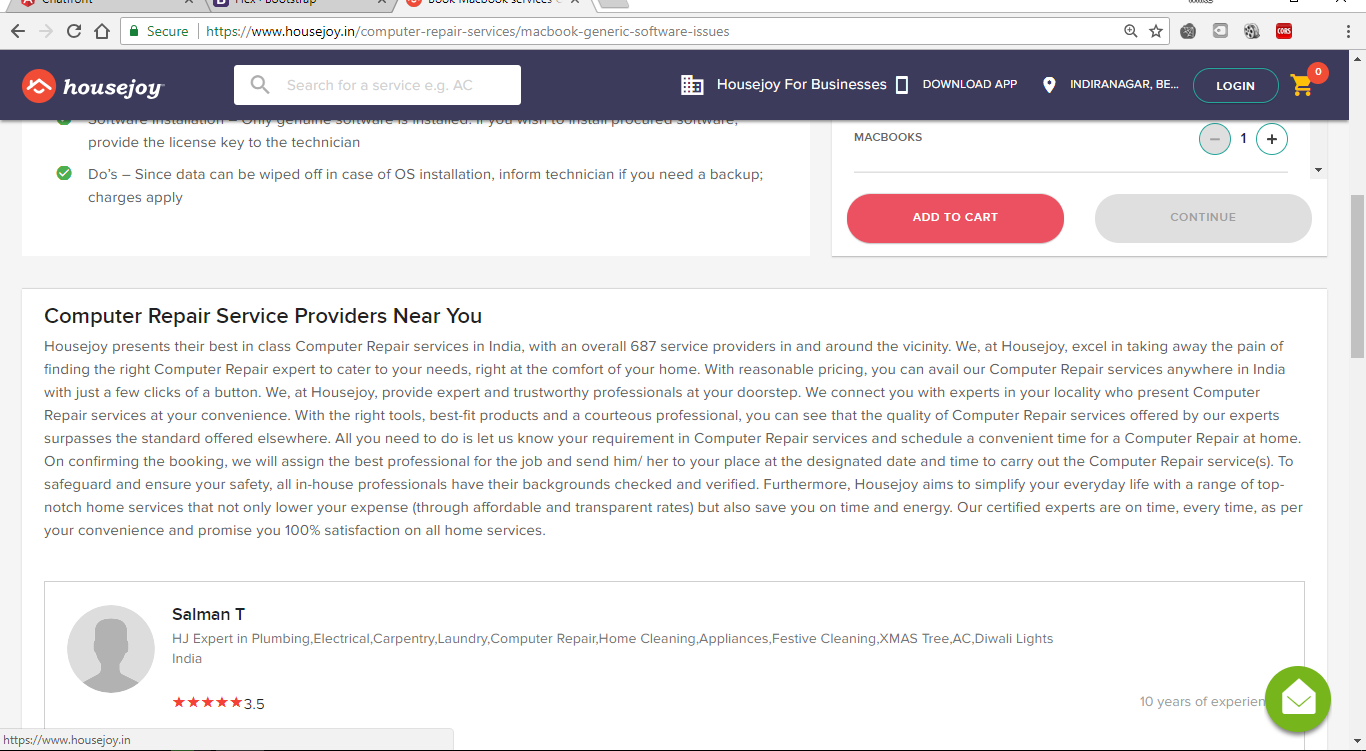 Chatfront
Flex · Bootstrap
Book Macbook services
Secure
https://www.housejoy.in/computer-repair-services/macbook-generic-software-issues
CORS
housejoy
Search for a service e.g. AC
Housejoy For Businesses
DOWNLOAD APP
INDIRANAGAR, BE...
LOGIN
0
Software Installation – Only genuine software is installed. If you wish to install procured software,
provide the license key to the technician
Do's – Since data can be wiped off in case of OS installation, inform technician if you need a backup;
charges apply
MACBOOKS
− 1 +
ADD TO CART
CONTINUE
Computer Repair Service Providers Near You
Housejoy presents their best in class Computer Repair services in India, with an overall 687 service providers in and around the vicinity. We, at Housejoy, excel in taking away the pain of
finding the right Computer Repair expert to cater to your needs, right at the comfort of your home. With reasonable pricing, you can avail our Computer Repair services anywhere in India
with just a few clicks of a button. We, at Housejoy, provide expert and trustworthy professionals at your doorstep. We connect you with experts in your locality who present Computer
Repair services at your convenience. With the right tools, best-fit products and a courteous professional, you can see that the quality of Computer Repair services offered by our experts
surpasses the standard offered elsewhere. All you need to do is let us know your requirement in Computer Repair services and schedule a convenient time for a Computer Repair at home.
On confirming the booking, we will assign the best professional for the job and send him/ her to your place at the designated date and time to carry out the Computer Repair service(s). To
safeguard and ensure your safety, all in-house professionals have their backgrounds checked and verified. Furthermore, Housejoy aims to simplify your everyday life with a range of top-
notch home services that not only lower your expense (through affordable and transparent rates) but also save you on time and energy. Our certified experts are on time, every time, as per
your convenience and promise you 100% satisfaction on all home services.
Salman T
HJ Expert in Plumbing,Electrical,Carpentry,Laundry,Computer Repair,Home Cleaning,Appliances,Festive Cleaning,XMAS Tree,AC,Diwali Lights
India
★★★★★3.5
10 years of experien
https://www.housejoy.in